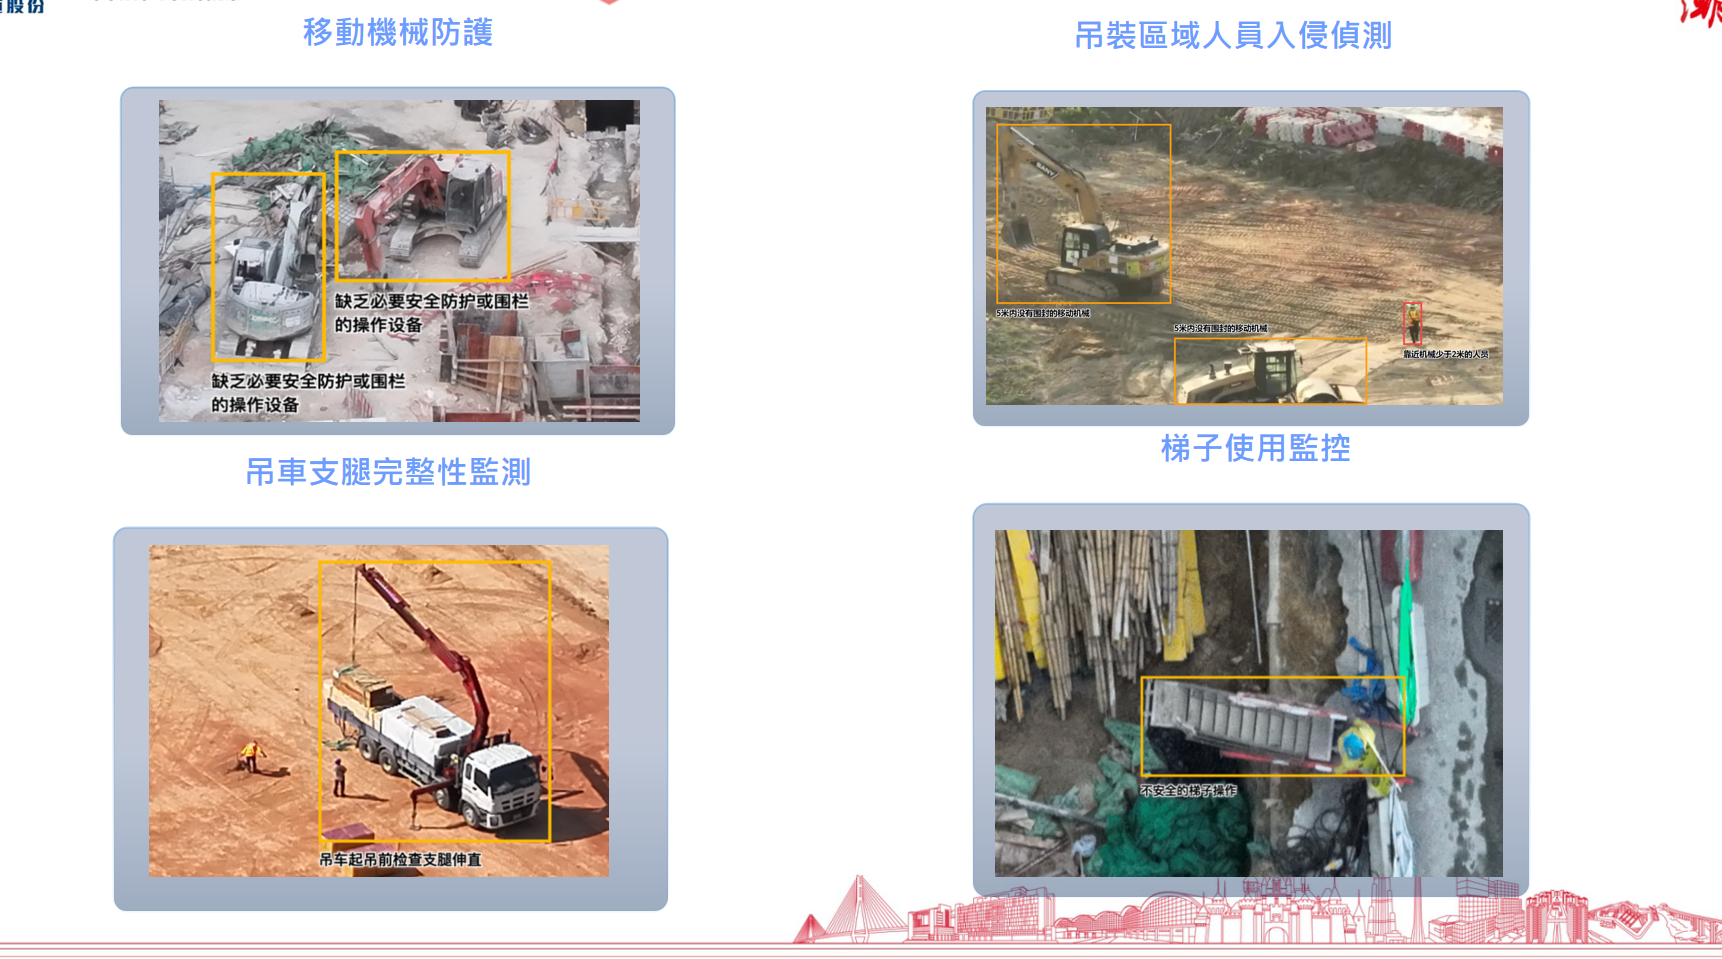 股份
移動機械防護
吊裝區域人員入侵偵測
缺乏必要安全防护或围栏
的操作设备
缺乏必要安全防护或围栏
的操作设备
SANY
5米内没有围封的移动机械
5米内没有围封的移动机械
靠近机械少于2米的人员
吊車支腿完整性監測
梯子使用監控
吊车起吊前检查支腿伸直
不安全的梯子操作